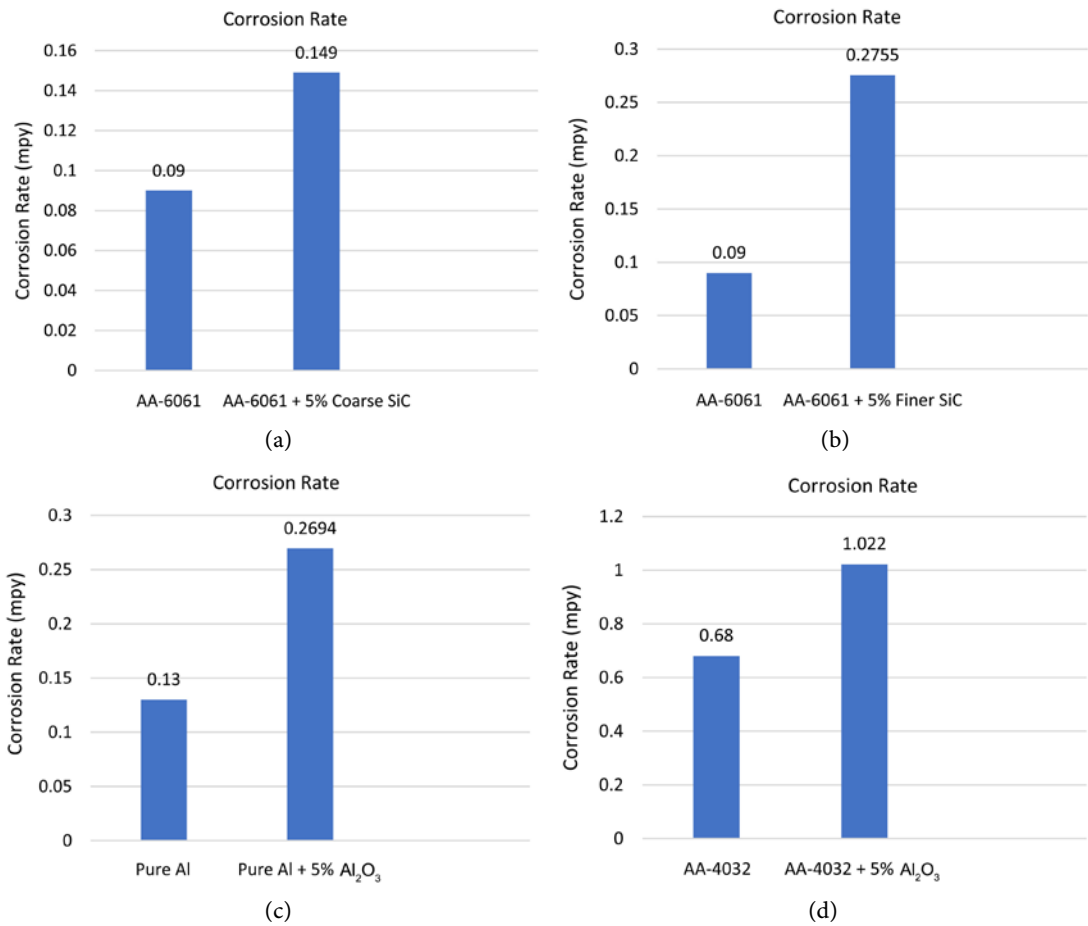 Corrosion Rate
Corrosion Rate (mpy)
0.16
0.14
0.12
0.1
0.08
0.06
0.04
0.02
0
0.09
0.149
AA-6061
AA-6061 + 5% Coarse SiC
(a)
Corrosion Rate
Corrosion Rate (mpy)
0.3
0.25
0.2
0.15
0.1
0.05
0
0.09
0.2755
AA-6061
AA-6061 + 5% Finer SiC
(b)
Corrosion Rate
Corrosion Rate (mpy)
0.3
0.25
0.2
0.15
0.1
0.05
0
0.13
0.2694
Pure Al
Pure Al + 5% Al₂O₃
(c)
Corrosion Rate
Corrosion Rate (mpy)
1.2
1
0.8
0.6
0.4
0.2
0
0.68
1.022
AA-4032
AA-4032 + 5% Al₂O₃
(d)